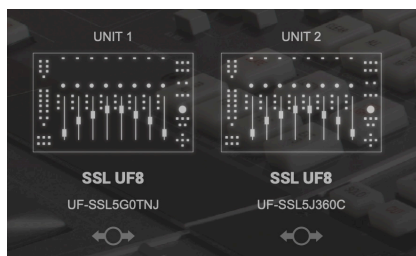 UNIT 1
UNIT 2
SSL UF8
SSL UF8
UF-SSL5G0TNJ
UF-SSL5J360C